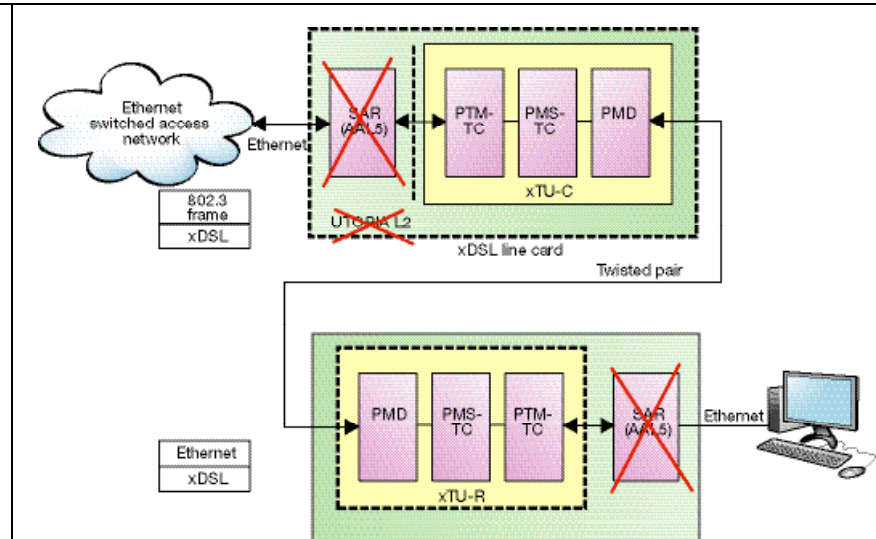 Ethernet
switched access
network
Ethernet
SAR
(AAL5)
PTM-
TC
PMS-
TC
PMD
xTU-C
UTOPIA L2
xDSL line card
802.3
frame
xDSL
Twisted pair
PMD
PMS-
TC
PTM-
TC
SAR
(AAL5)
Ethernet
xTU-R
Ethernet
xDSL